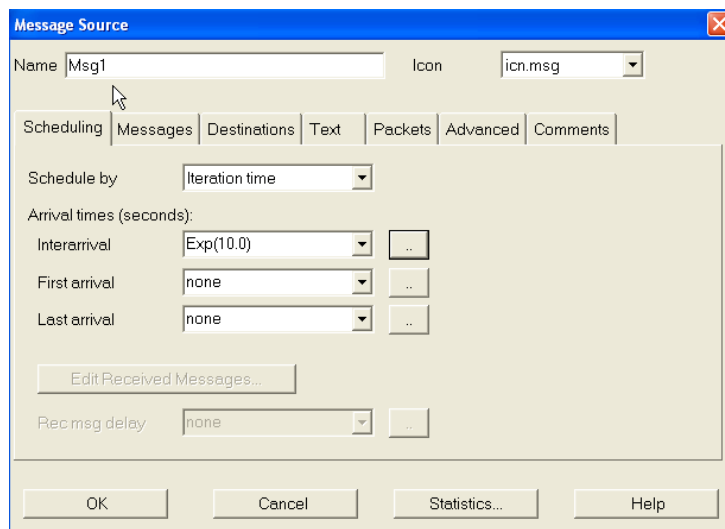 Message Source
Name Msg1 Icon icn.msg
Scheduling Messages Destinations Text Packets Advanced Comments
Schedule by Iteration time
Arrival times (seconds):
Interarrival Exp(10.0) ..
First arrival none ..
Last arrival none ..
Edit Received Messages...
Rec msg delay none ..
OK Cancel Statistics... Help